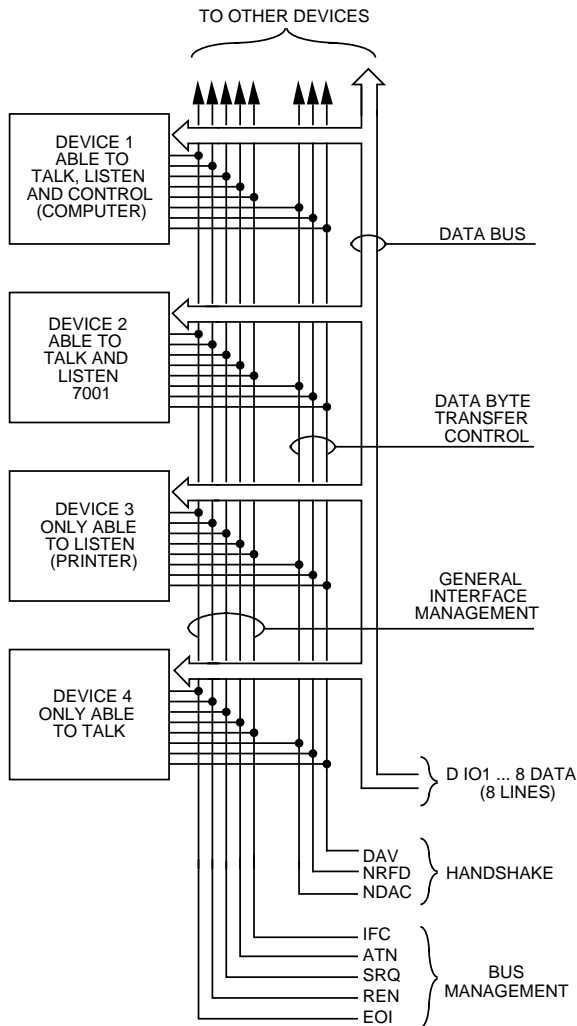 TO OTHER DEVICES
DEVICE 1
ABLE TO
TALK, LISTEN
AND CONTROL
(COMPUTER)
DATA BUS
DEVICE 2
ABLE TO
TALK AND
LISTEN
7001
DATA BYTE
TRANSFER
CONTROL
DEVICE 3
ONLY ABLE
TO LISTEN
(PRINTER)
GENERAL
INTERFACE
MANAGEMENT
DEVICE 4
ONLY ABLE
TO TALK
D IO1 ... 8 DATA
(8 LINES)
DAV
NRFD
NDAC
HANDSHAKE
IFC
ATN
SRQ
REN
EOI
BUS
MANAGEMENT